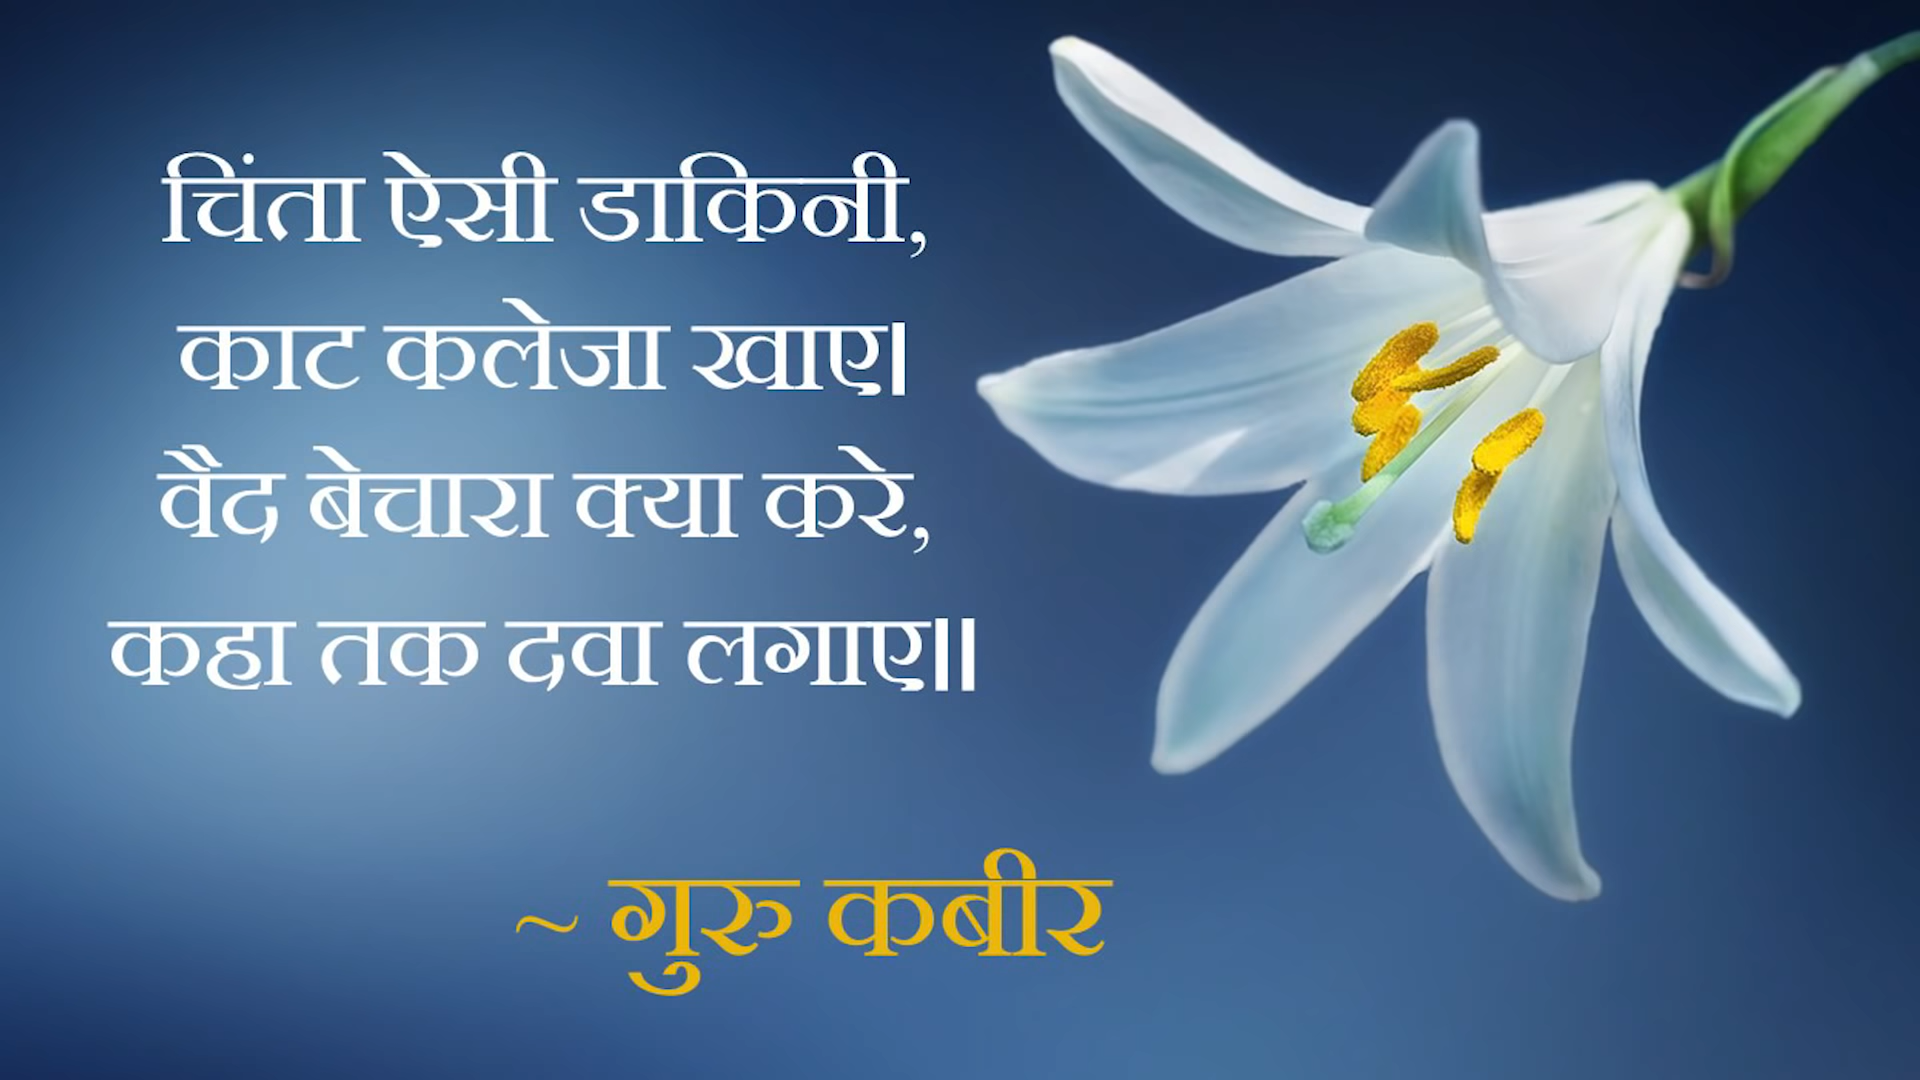 चिंता ऐसी डाकिनी,
काट कलेजा खाए।
वैद बेचारा क्या करे,
कहा तक दवा लगाए॥
~ गुरु कबीर